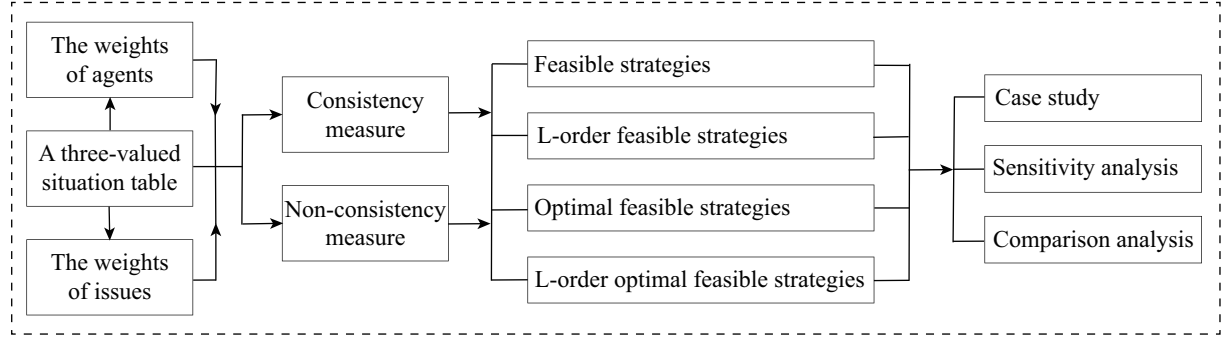 The weights
of agents
A three-valued
situation table
The weights
of issues
Consistency
measure
Non-consistency
measure
Feasible strategies
L-order feasible strategies
Optimal feasible strategies
L-order optimal feasible strategies
Case study
Sensitivity analysis
Comparison analysis